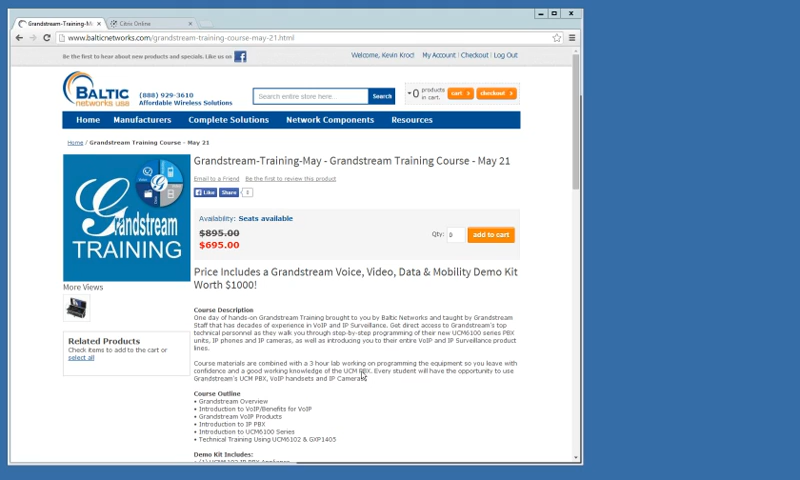 Grandstream-Training-Ma
Citrix Online
www.balticnetworks.com/grandstream-training-course-may-21.html
Be the first to hear about new products and specials. Like us on
Welcome, Kevin Kroc! My Account Checkout Log Out
BALTIC
networks usa
(888) 929-3610
Affordable Wireless Solutions
Search entire store here...
Search
0 products in cart.
cart
checkout
Home Manufacturers Complete Solutions Network Components Resources
Home / Grandstream Training Course - May 21
Grandstream-Training-May - Grandstream Training Course - May 21
Email to a Friend Be the first to review this product
Like Share
Grandstream
TRAINING
Availability: Seats available
$895.00
$695.00
Qty:
add to cart
Price Includes a Grandstream Voice, Video, Data & Mobility Demo Kit
Worth $1000!
More Views
Related Products
Check items to add to the cart or
select all
Course Description
One day of hands-on Grandstream Training brought to you by Baltic Networks and taught by Grandstream
Staff that has decades of experience in VoIP and IP Surveillance. Get direct access to Grandstream's top
technical personnel as they walk you through step-by-step programming of their new UCM6100 series PBX
units, IP phones and IP cameras, as well as introducing you to their entire VoIP and IP Surveillance product
lines.
Course materials are combined with a 3 hour lab working on programming the equipment so you leave with
confidence and a good working knowledge of the UCM PBX. Every student will have the opportunity to use
Grandstream's UCM PBX, VoIP handsets and IP Cameras.
Course Outline
• Grandstream Overview
• Introduction to VoIP/Benefits for VoIP
• Grandstream VoIP Products
• Introduction to IP PBX
• Introduction to UCM6100 Series
• Technical Training Using UCM6102 & GXP1405
Demo Kit Includes: